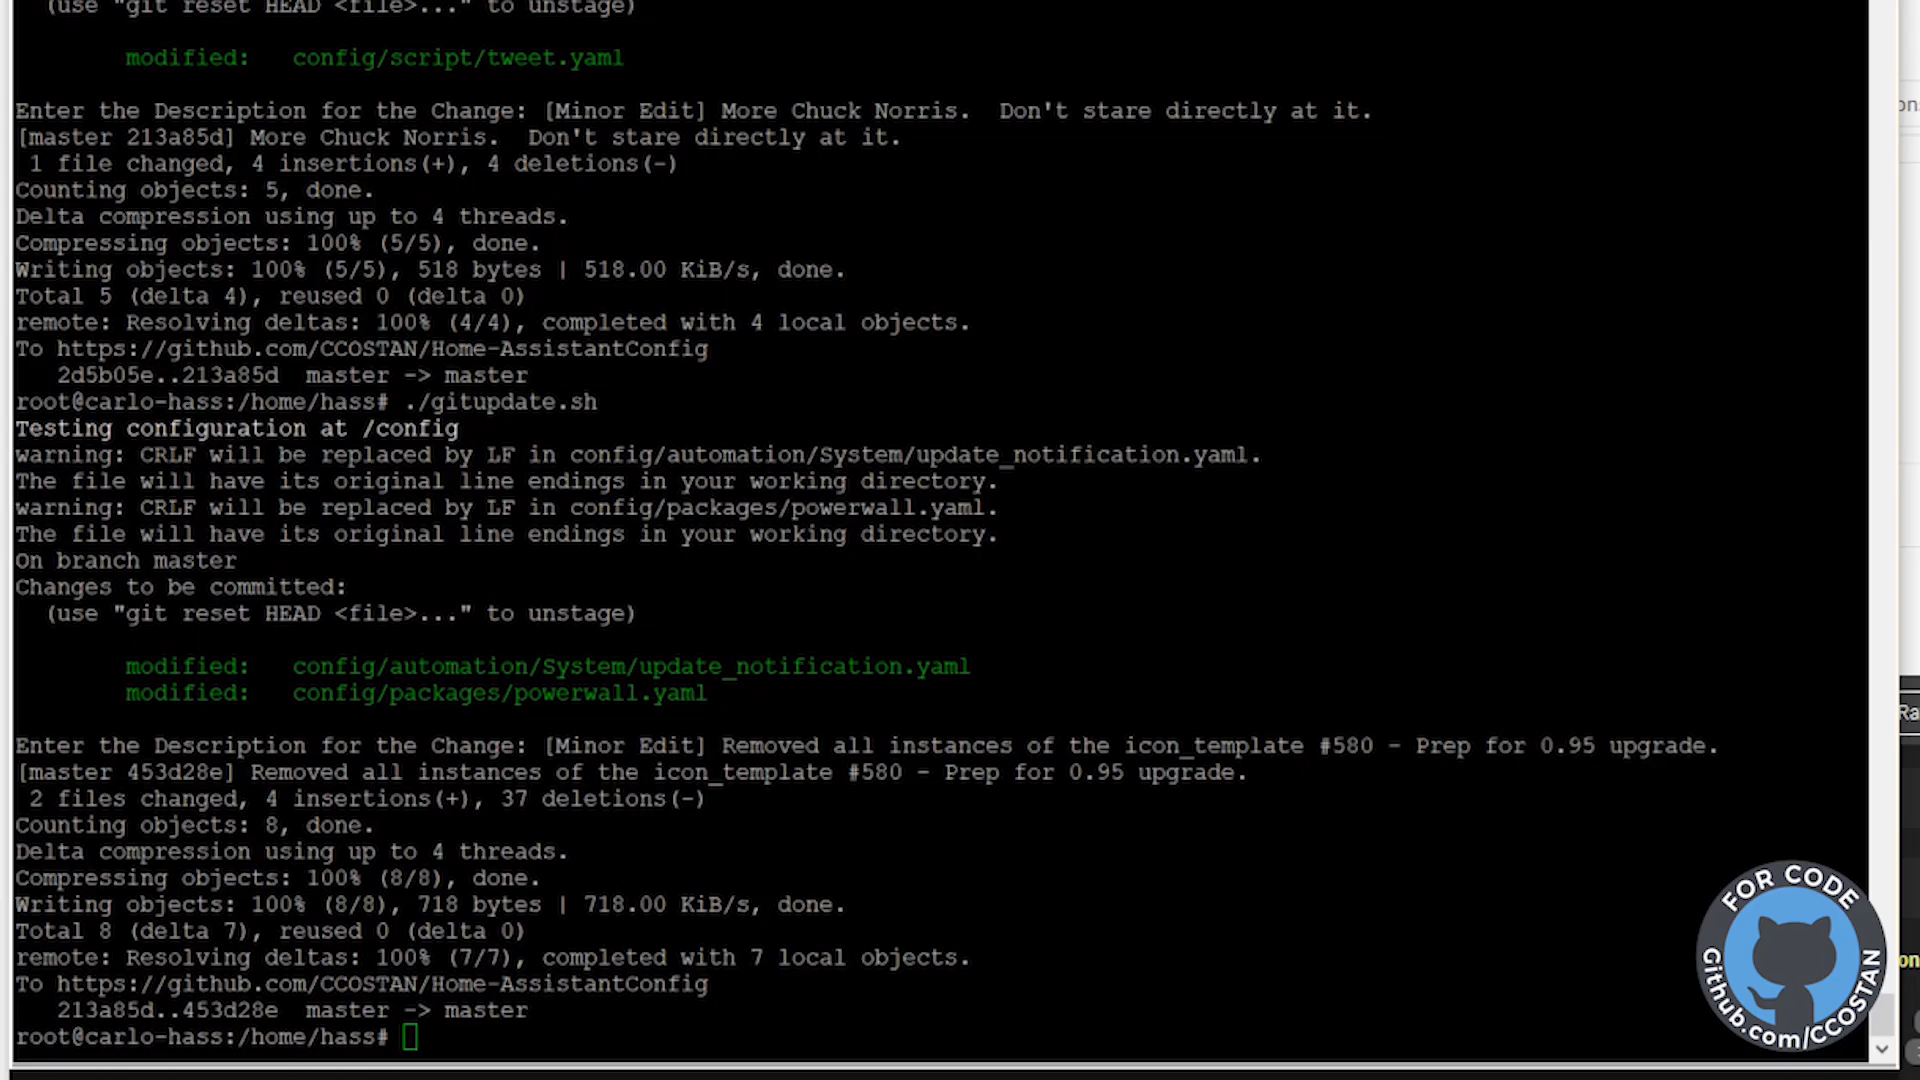 (use "git reset HEAD <file>..." to unstage)
modified:   config/script/tweet.yaml
Enter the Description for the Change: [Minor Edit] More Chuck Norris.  Don't stare directly at it.
[master 213a85d] More Chuck Norris.  Don't stare directly at it.
1 file changed, 4 insertions(+), 4 deletions(-)
Counting objects: 5, done.
Delta compression using up to 4 threads.
Compressing objects: 100% (5/5), done.
Writing objects: 100% (5/5), 518 bytes | 518.00 KiB/s, done.
Total 5 (delta 4), reused 0 (delta 0)
remote: Resolving deltas: 100% (4/4), completed with 4 local objects.
To https://github.com/CCOSTAN/Home-AssistantConfig
2d5b05e..213a85d  master -> master
root@carlo-hass:/home/hass# ./gitupdate.sh
Testing configuration at /config
warning: CRLF will be replaced by LF in config/automation/System/update_notification.yaml.
The file will have its original line endings in your working directory.
warning: CRLF will be replaced by LF in config/packages/powerwall.yaml.
The file will have its original line endings in your working directory.
On branch master
Changes to be committed:
(use "git reset HEAD <file>..." to unstage)
modified:   config/automation/System/update_notification.yaml
modified:   config/packages/powerwall.yaml
Enter the Description for the Change: [Minor Edit] Removed all instances of the icon_template #580 - Prep for 0.95 upgrade.
[master 453d28e] Removed all instances of the icon_template #580 - Prep for 0.95 upgrade.
2 files changed, 4 insertions(+), 37 deletions(-)
Counting objects: 8, done.
Delta compression using up to 4 threads.
Compressing objects: 100% (8/8), done.
Writing objects: 100% (8/8), 718 bytes | 718.00 KiB/s, done.
Total 8 (delta 7), reused 0 (delta 0)
remote: Resolving deltas: 100% (7/7), completed with 7 local objects.
To https://github.com/CCOSTAN/Home-AssistantConfig
213a85d..453d28e  master -> master
root@carlo-hass:/home/hass#
FOR CODE
Github.com/CCOSTAN